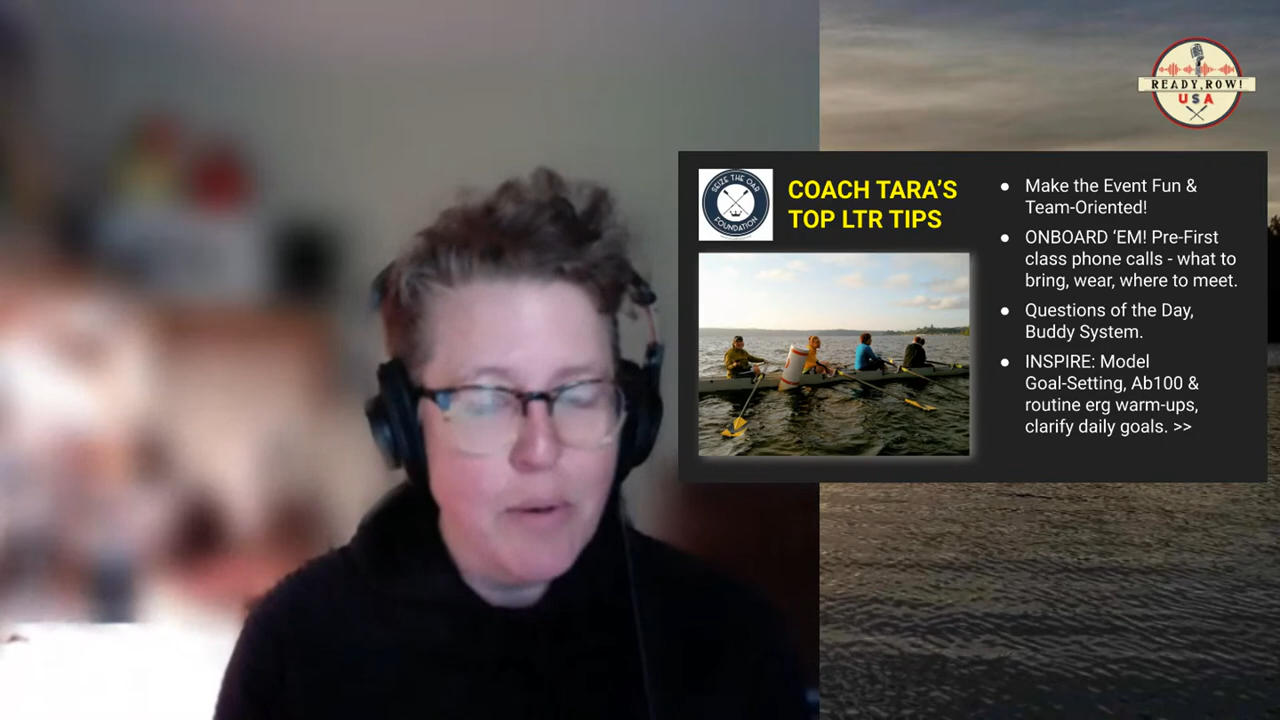 READY, ROW!
USA
SEIZE THE OAR
FOUNDATION
COACH TARA'S
TOP LTR TIPS
● Make the Event Fun &
Team-Oriented!
● ONBOARD ‘EM! Pre-First
class phone calls - what to
bring, wear, where to meet.
● Questions of the Day,
Buddy System.
● INSPIRE: Model
Goal-Setting, Ab100 &
routine erg warm-ups,
clarify daily goals. >>